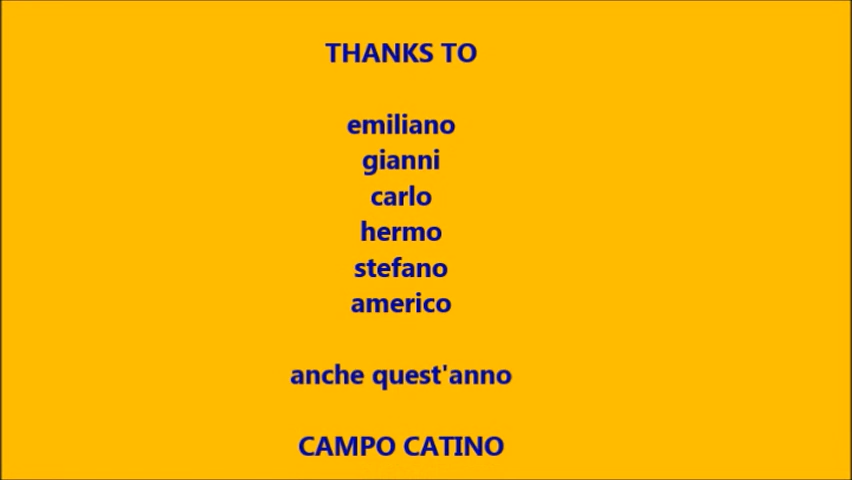 THANKS TO
emiliano
gianni
carlo
hermo
stefano
americo
anche quest'anno
CAMPO CATINO